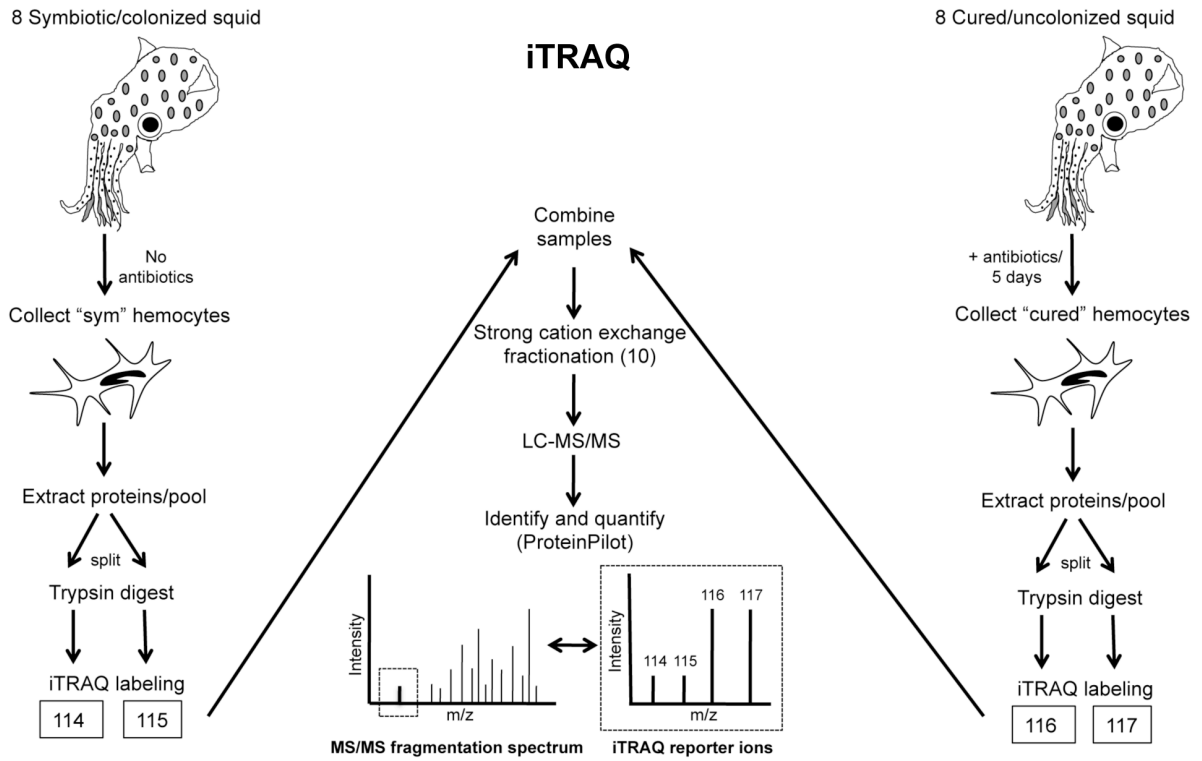 8 Symbiotic/colonized squid
No
antibiotics
Collect “sym” hemocytes
Extract proteins/pool
split
Trypsin digest
iTRAQ labeling
114
115
iTRAQ
Combine
samples
Strong cation exchange
fractionation (10)
LC-MS/MS
Identify and quantify
(ProteinPilot)
Intensity
m/z
MS/MS fragmentation spectrum
Intensity
114
115
116
117
m/z
iTRAQ reporter ions
8 Cured/uncolonized squid
+ antibiotics/
5 days
Collect “cured” hemocytes
Extract proteins/pool
split
Trypsin digest
iTRAQ labeling
116
117